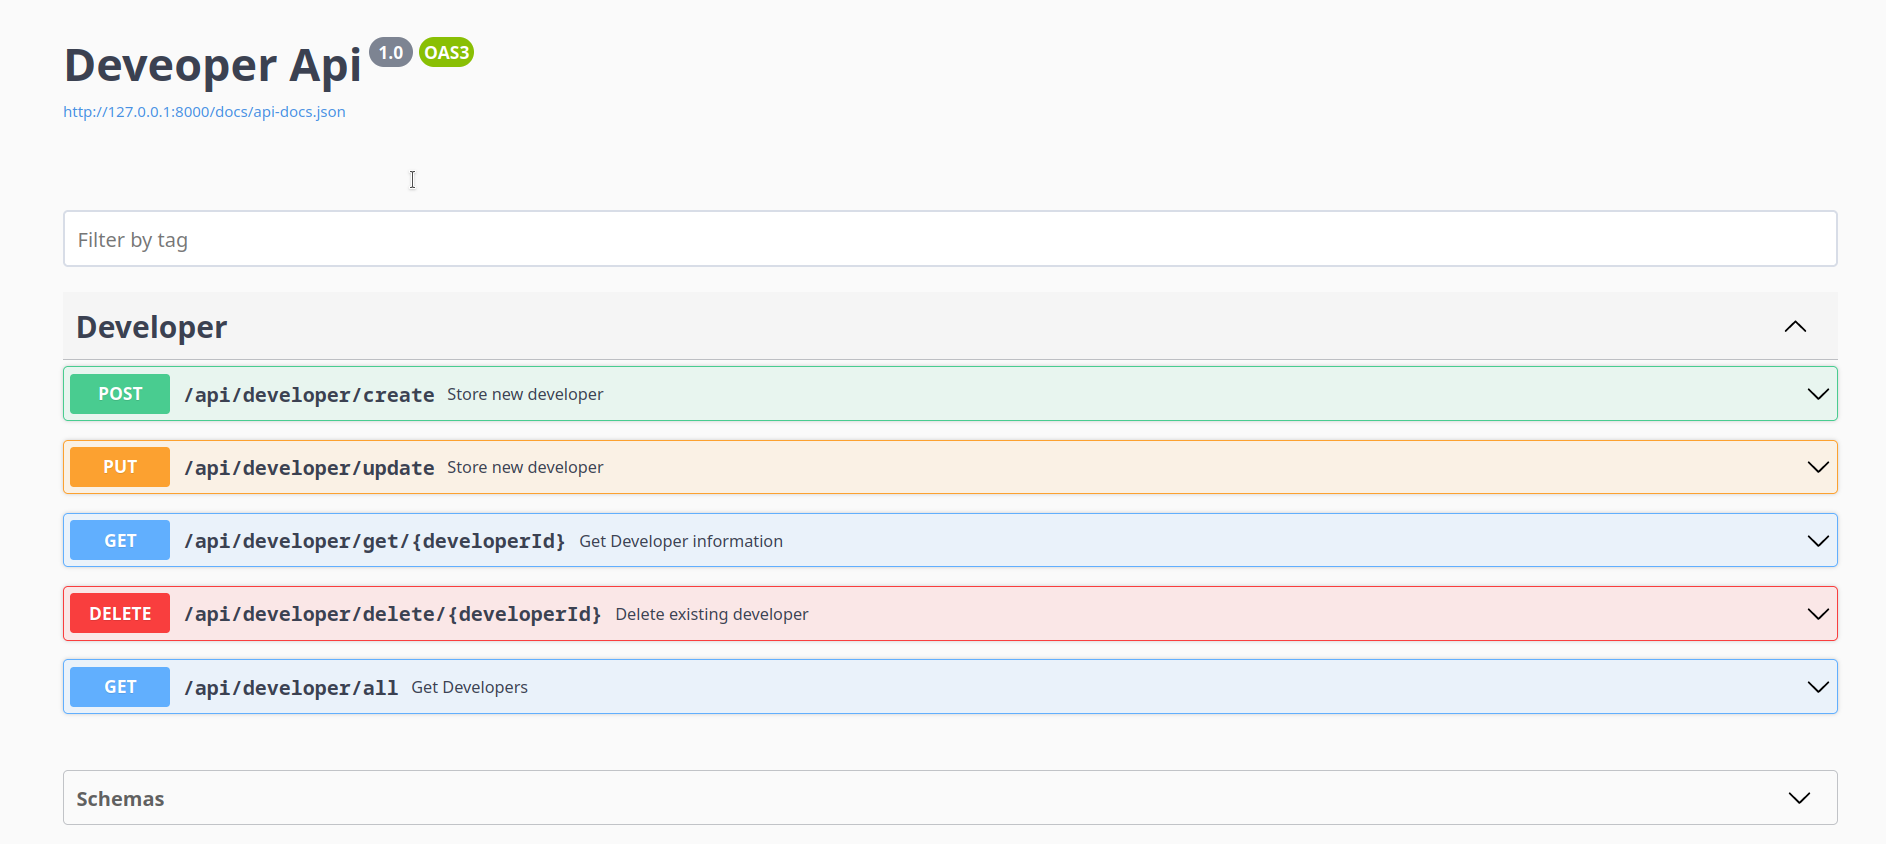 Deveoper Api 1.0 OAS3
http://127.0.0.1:8000/docs/api-docs.json
Filter by tag
Developer
POST /api/developer/create Store new developer
PUT /api/developer/update Store new developer
GET /api/developer/get/{developerId} Get Developer information
DELETE /api/developer/delete/{developerId} Delete existing developer
GET /api/developer/all Get Developers
Schemas